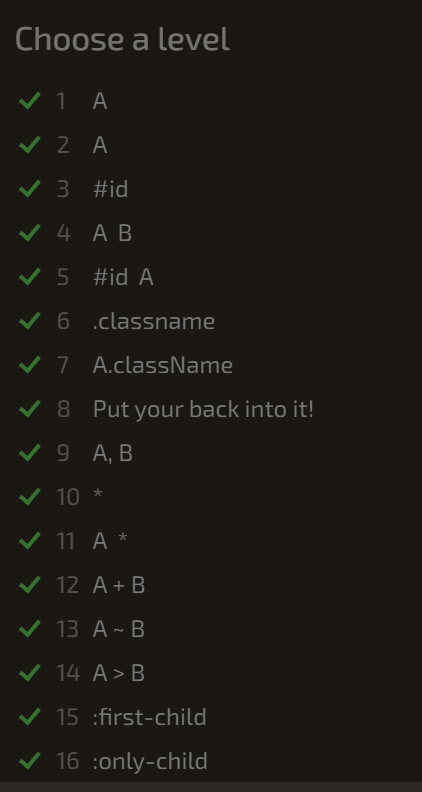 Choose a level
1 A
2 A
3 #id
4 A B
5 #id A
6 .classname
7 A.className
8 Put your back into it!
9 A, B
10 *
11 A *
12 A + B
13 A ~ B
14 A > B
15 :first-child
16 :only-child